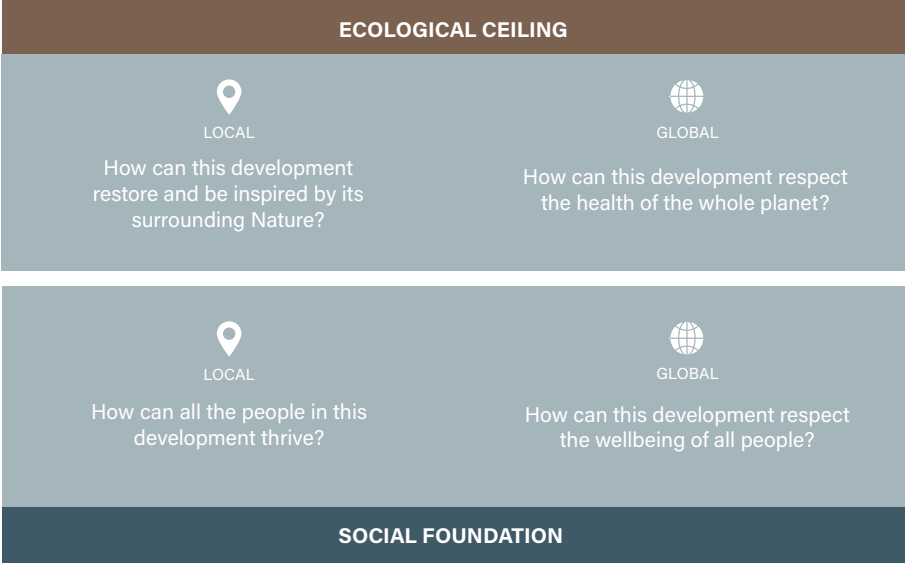 ECOLOGICAL CEILING
LOCAL
How can this development
restore and be inspired by its
surrounding Nature?
GLOBAL
How can this development respect
the health of the whole planet?
LOCAL
How can all the people in this
development thrive?
GLOBAL
How can this development respect
the wellbeing of all people?
SOCIAL FOUNDATION